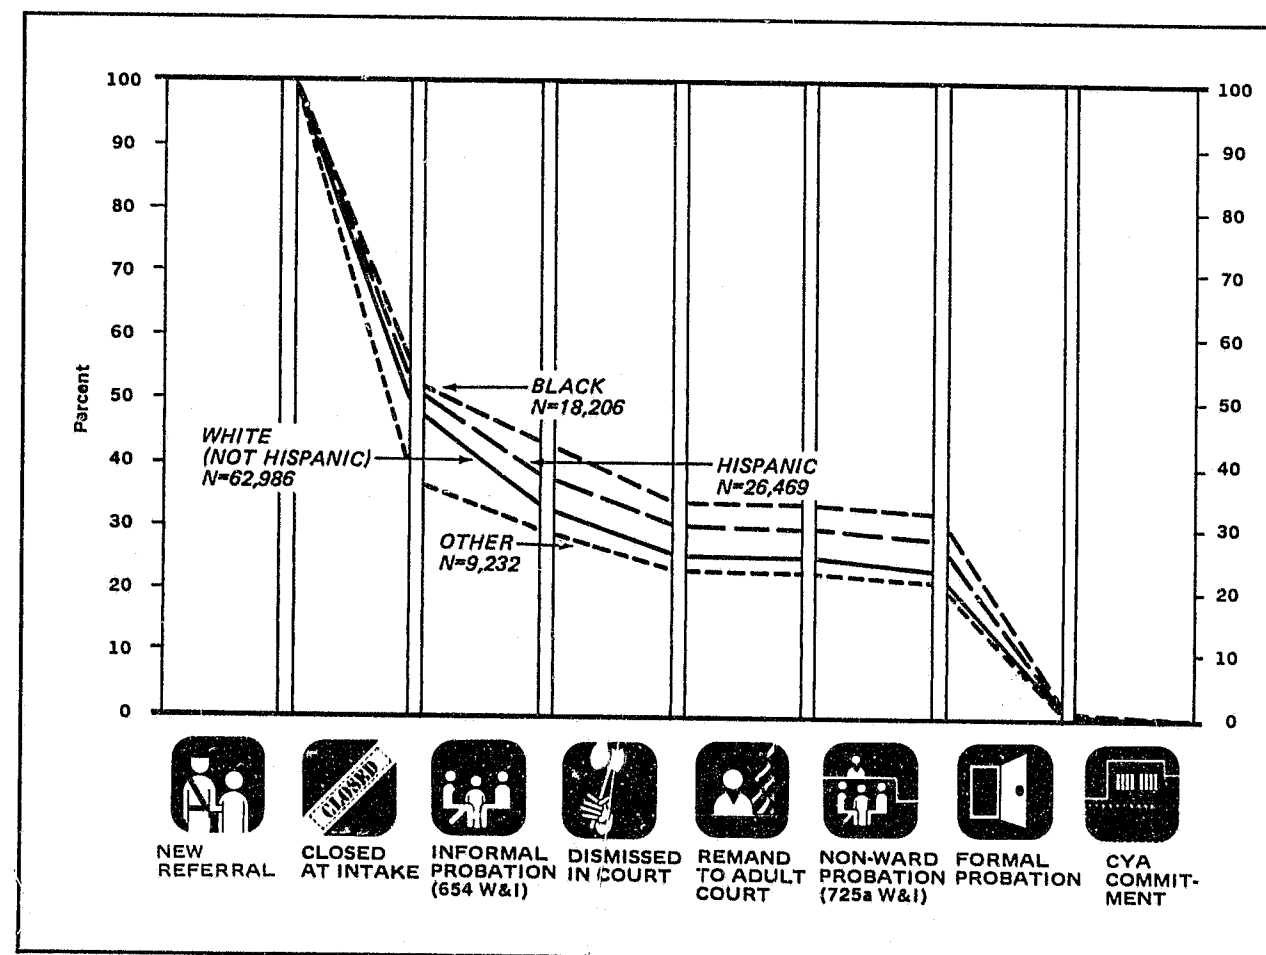 100
90
80
70
60
50
40
30
20
10
0
Percent
100
90
80
70
60
50
40
30
20
10
0
BLACK
N=18,206
WHITE
(NOT HISPANIC)
N=62,986
HISPANIC
N=26,469
OTHER
N=9,232
CLOSED
NEW
REFERRAL
CLOSED
AT INTAKE
INFORMAL
PROBATION
(654 W&I)
DISMISSED
IN COURT
REMAND
TO ADULT
COURT
NON-WARD
PROBATION
(725a W&I)
FORMAL
PROBATION
CYA
COMMIT-
MENT